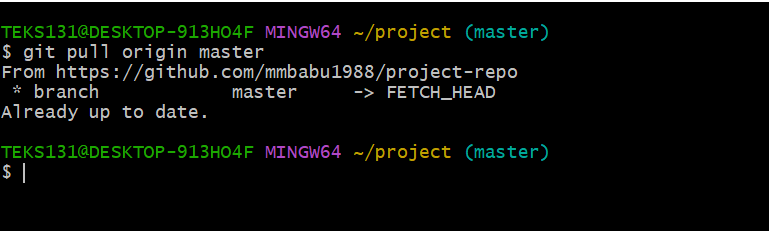 TEKS131@DESKTOP-913HO4F MINGW64 ~/project (master)
$ git pull origin master
From https://github.com/mmbabu1988/project-repo
 * branch            master     -> FETCH_HEAD
Already up to date.
TEKS131@DESKTOP-913HO4F MINGW64 ~/project (master)
$